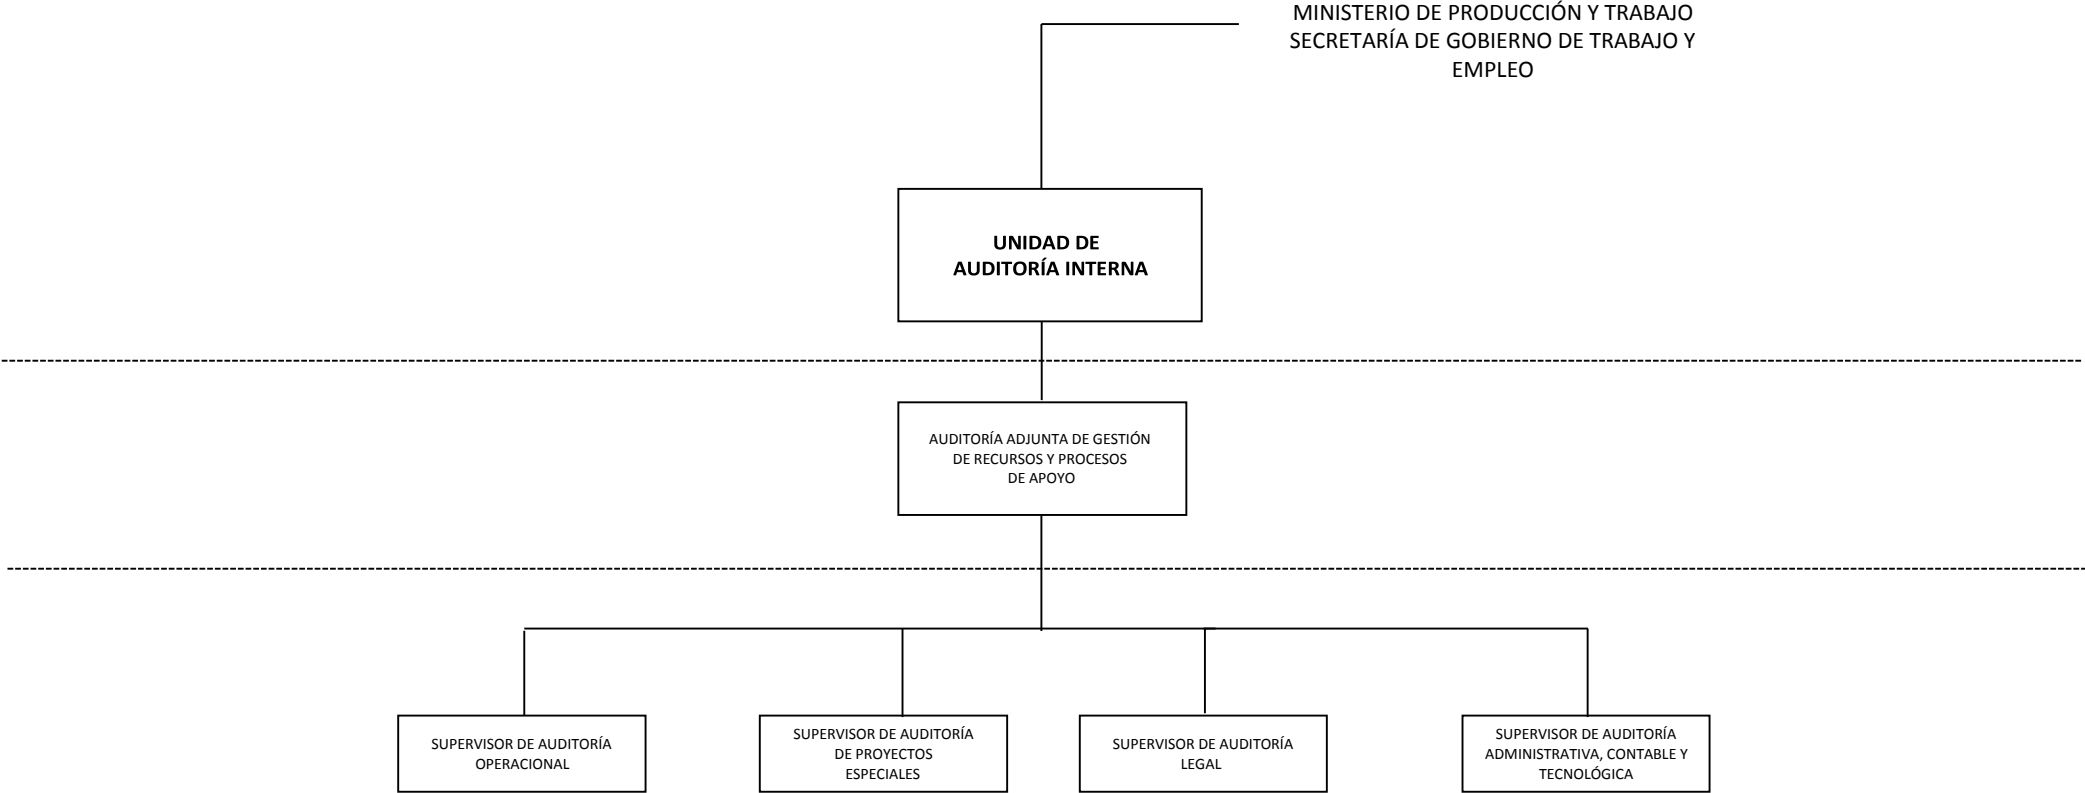 MINISTERIO DE PRODUCCIÓN Y TRABAJO
SECRETARÍA DE GOBIERNO DE TRABAJO Y
EMPLEO
UNIDAD DE
AUDITORÍA INTERNA
AUDITORÍA ADJUNTA DE GESTIÓN
DE RECURSOS Y PROCESOS
DE APOYO
SUPERVISOR DE AUDITORÍA
OPERACIONAL
SUPERVISOR DE AUDITORÍA
DE PROYECTOS
ESPECIALES
SUPERVISOR DE AUDITORÍA
LEGAL
SUPERVISOR DE AUDITORÍA
ADMINISTRATIVA, CONTABLE Y
TECNOLÓGICA